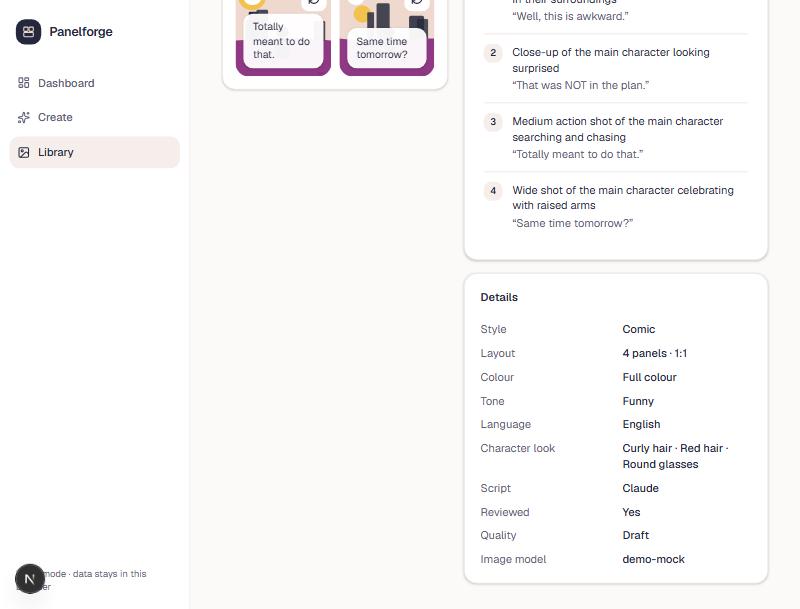 Panelforge
Dashboard
Create
Library
mode · data stays in this
Totally
meant to do
that.
Same time
tomorrow?
in their surroundings
“Well, this is awkward.”
2
Close-up of the main character looking
surprised
“That was NOT in the plan.”
3
Medium action shot of the main character
searching and chasing
“Totally meant to do that.”
4
Wide shot of the main character celebrating
with raised arms
“Same time tomorrow?”
Details
Style Comic
Layout 4 panels · 1:1
Colour Full colour
Tone Funny
Language English
Character look Curly hair · Red hair ·
Round glasses
Script Claude
Reviewed Yes
Quality Draft
Image model demo-mock
N